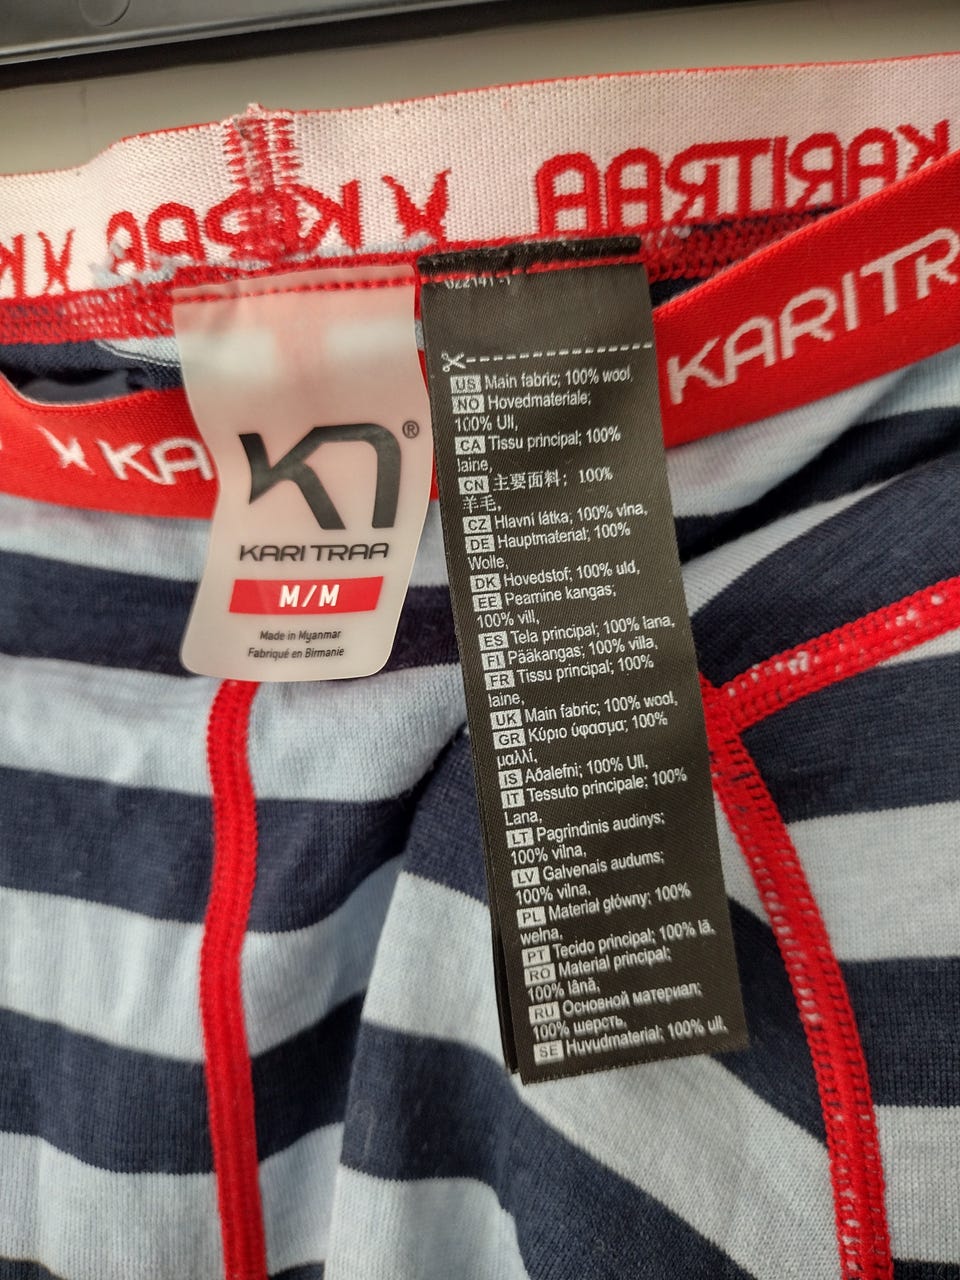 KARITRAA
KARITRAA
KARITR
KA
022141-1
KARI TRAA
M/M
Made in Myanmar
Fabriqué en Birmanie
US Main fabric; 100% wool,
NO Hovedmateriale;
100% Ull,
CA Tissu principal; 100%
laine,
CN 主要面料；100%
羊毛,
CZ Hlavní látka; 100% vlna,
DE Hauptmaterial; 100%
Wolle,
DK Hovedstof; 100% uld,
EE Peamine kangas;
100% vill,
ES Tela principal; 100% lana,
FI Pääkangas; 100% villa,
FR Tissu principal; 100%
laine,
UK Main fabric; 100% wool,
GR Κύριο ύφασμα; 100%
μαλλί,
IS Aðalefni; 100% Ull,
IT Tessuto principale; 100%
Lana,
LT Pagrindinis audinys;
100% vilna,
LV Galvenais audums;
100% vilna,
PL Materiał główny; 100%
wełna,
PT Tecido principal; 100% lã,
RO Material principal;
100% lână,
RU Основной материал;
100% шерсть,
SE Huvudmaterial; 100% ull,